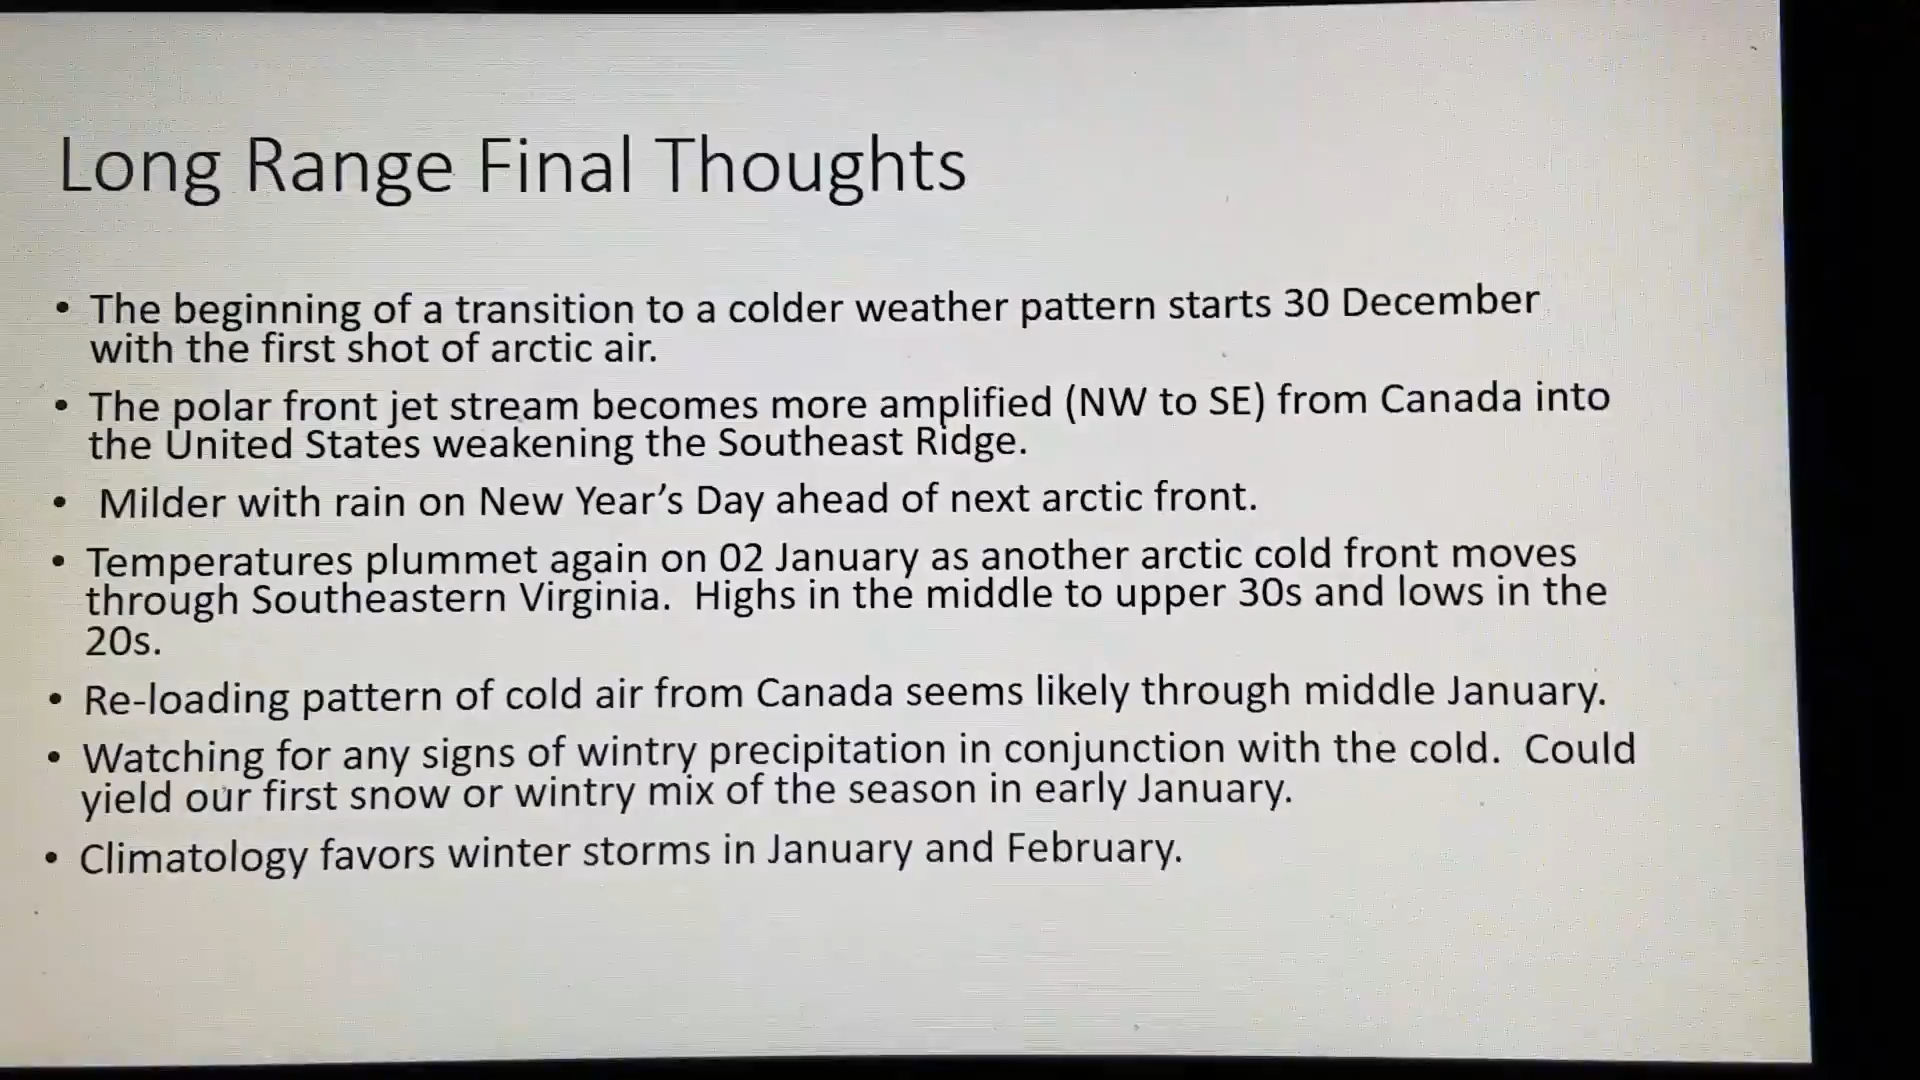 Long Range Final Thoughts
• The beginning of a transition to a colder weather pattern starts 30 December
with the first shot of arctic air.
• The polar front jet stream becomes more amplified (NW to SE) from Canada into
the United States weakening the Southeast Ridge.
• Milder with rain on New Year’s Day ahead of next arctic front.
• Temperatures plummet again on 02 January as another arctic cold front moves
through Southeastern Virginia.  Highs in the middle to upper 30s and lows in the
20s.
• Re-loading pattern of cold air from Canada seems likely through middle January.
• Watching for any signs of wintry precipitation in conjunction with the cold.  Could
yield our first snow or wintry mix of the season in early January.
• Climatology favors winter storms in January and February.